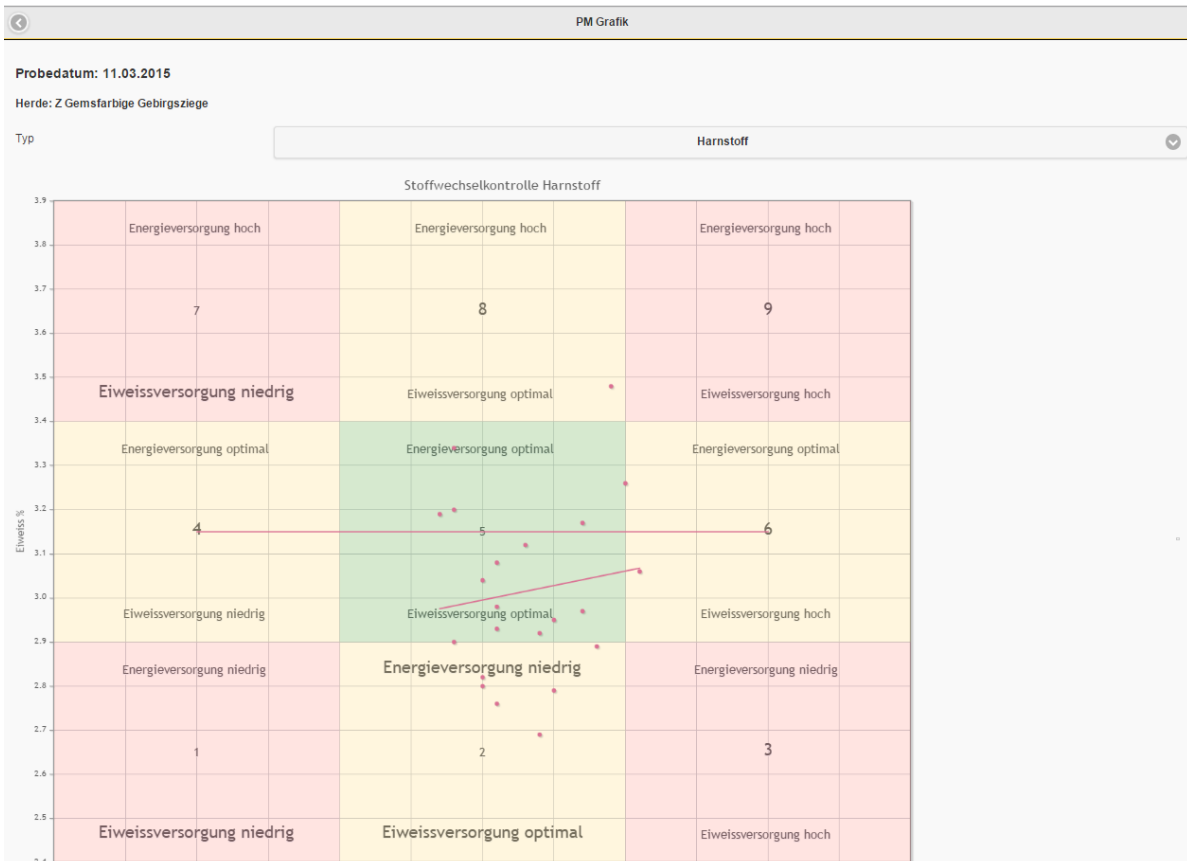 PM Grafik
Probedatum: 11.03.2015
Herde: Z Gemsfarbige Gebirgsziege
Typ
Harnstoff
Stoffwechselkontrolle Harnstoff
3.9
Energieversorgung hoch Energieversorgung hoch Energieversorgung hoch
3.8
3.7
7 8 9
3.6
3.5
Eiweissversorgung niedrig Eiweissversorgung optimal Eiweissversorgung hoch
3.4
Energieversorgung optimal Energieversorgung optimal Energieversorgung optimal
3.3
3.2
Eiweiss %
4 5 6
3.1
3.0
Eiweissversorgung niedrig Eiweissversorgung optimal Eiweissversorgung hoch
2.9
Energieversorgung niedrig Energieversorgung niedrig Energieversorgung niedrig
2.8
2.7
1 2 3
2.6
2.5
Eiweissversorgung niedrig Eiweissversorgung optimal Eiweissversorgung hoch